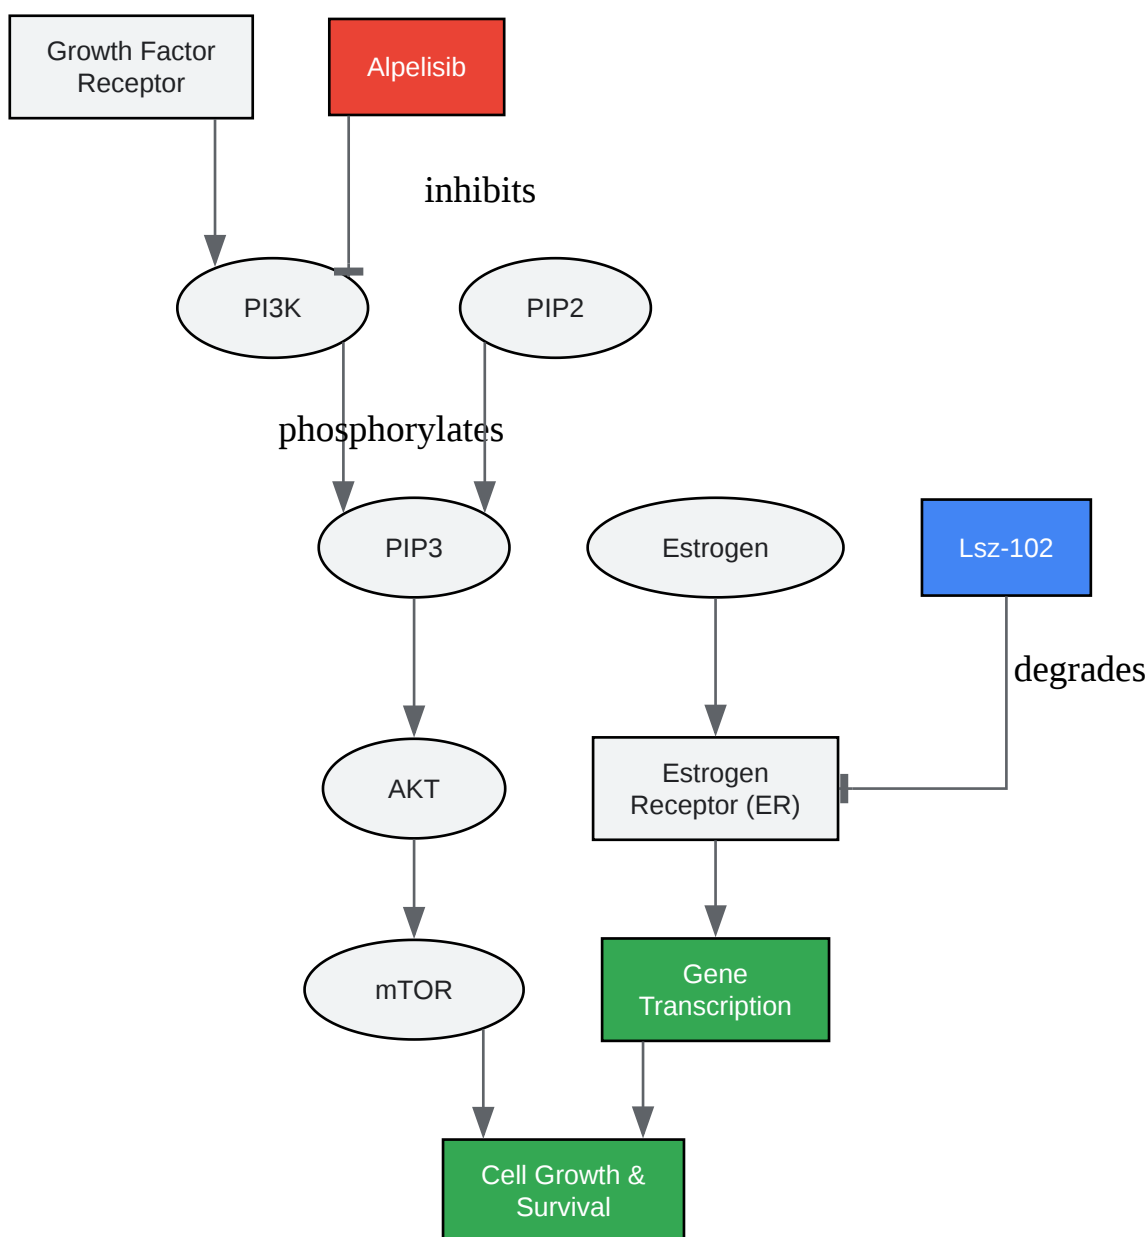 Growth Factor
Receptor
Alpelisib
inhibits
PI3K
PIP2
phosphorylates
PIP3
Estrogen
Lsz-102
degrades
AKT
Estrogen
Receptor (ER)
mTOR
Gene
Transcription
Cell Growth &
Survival